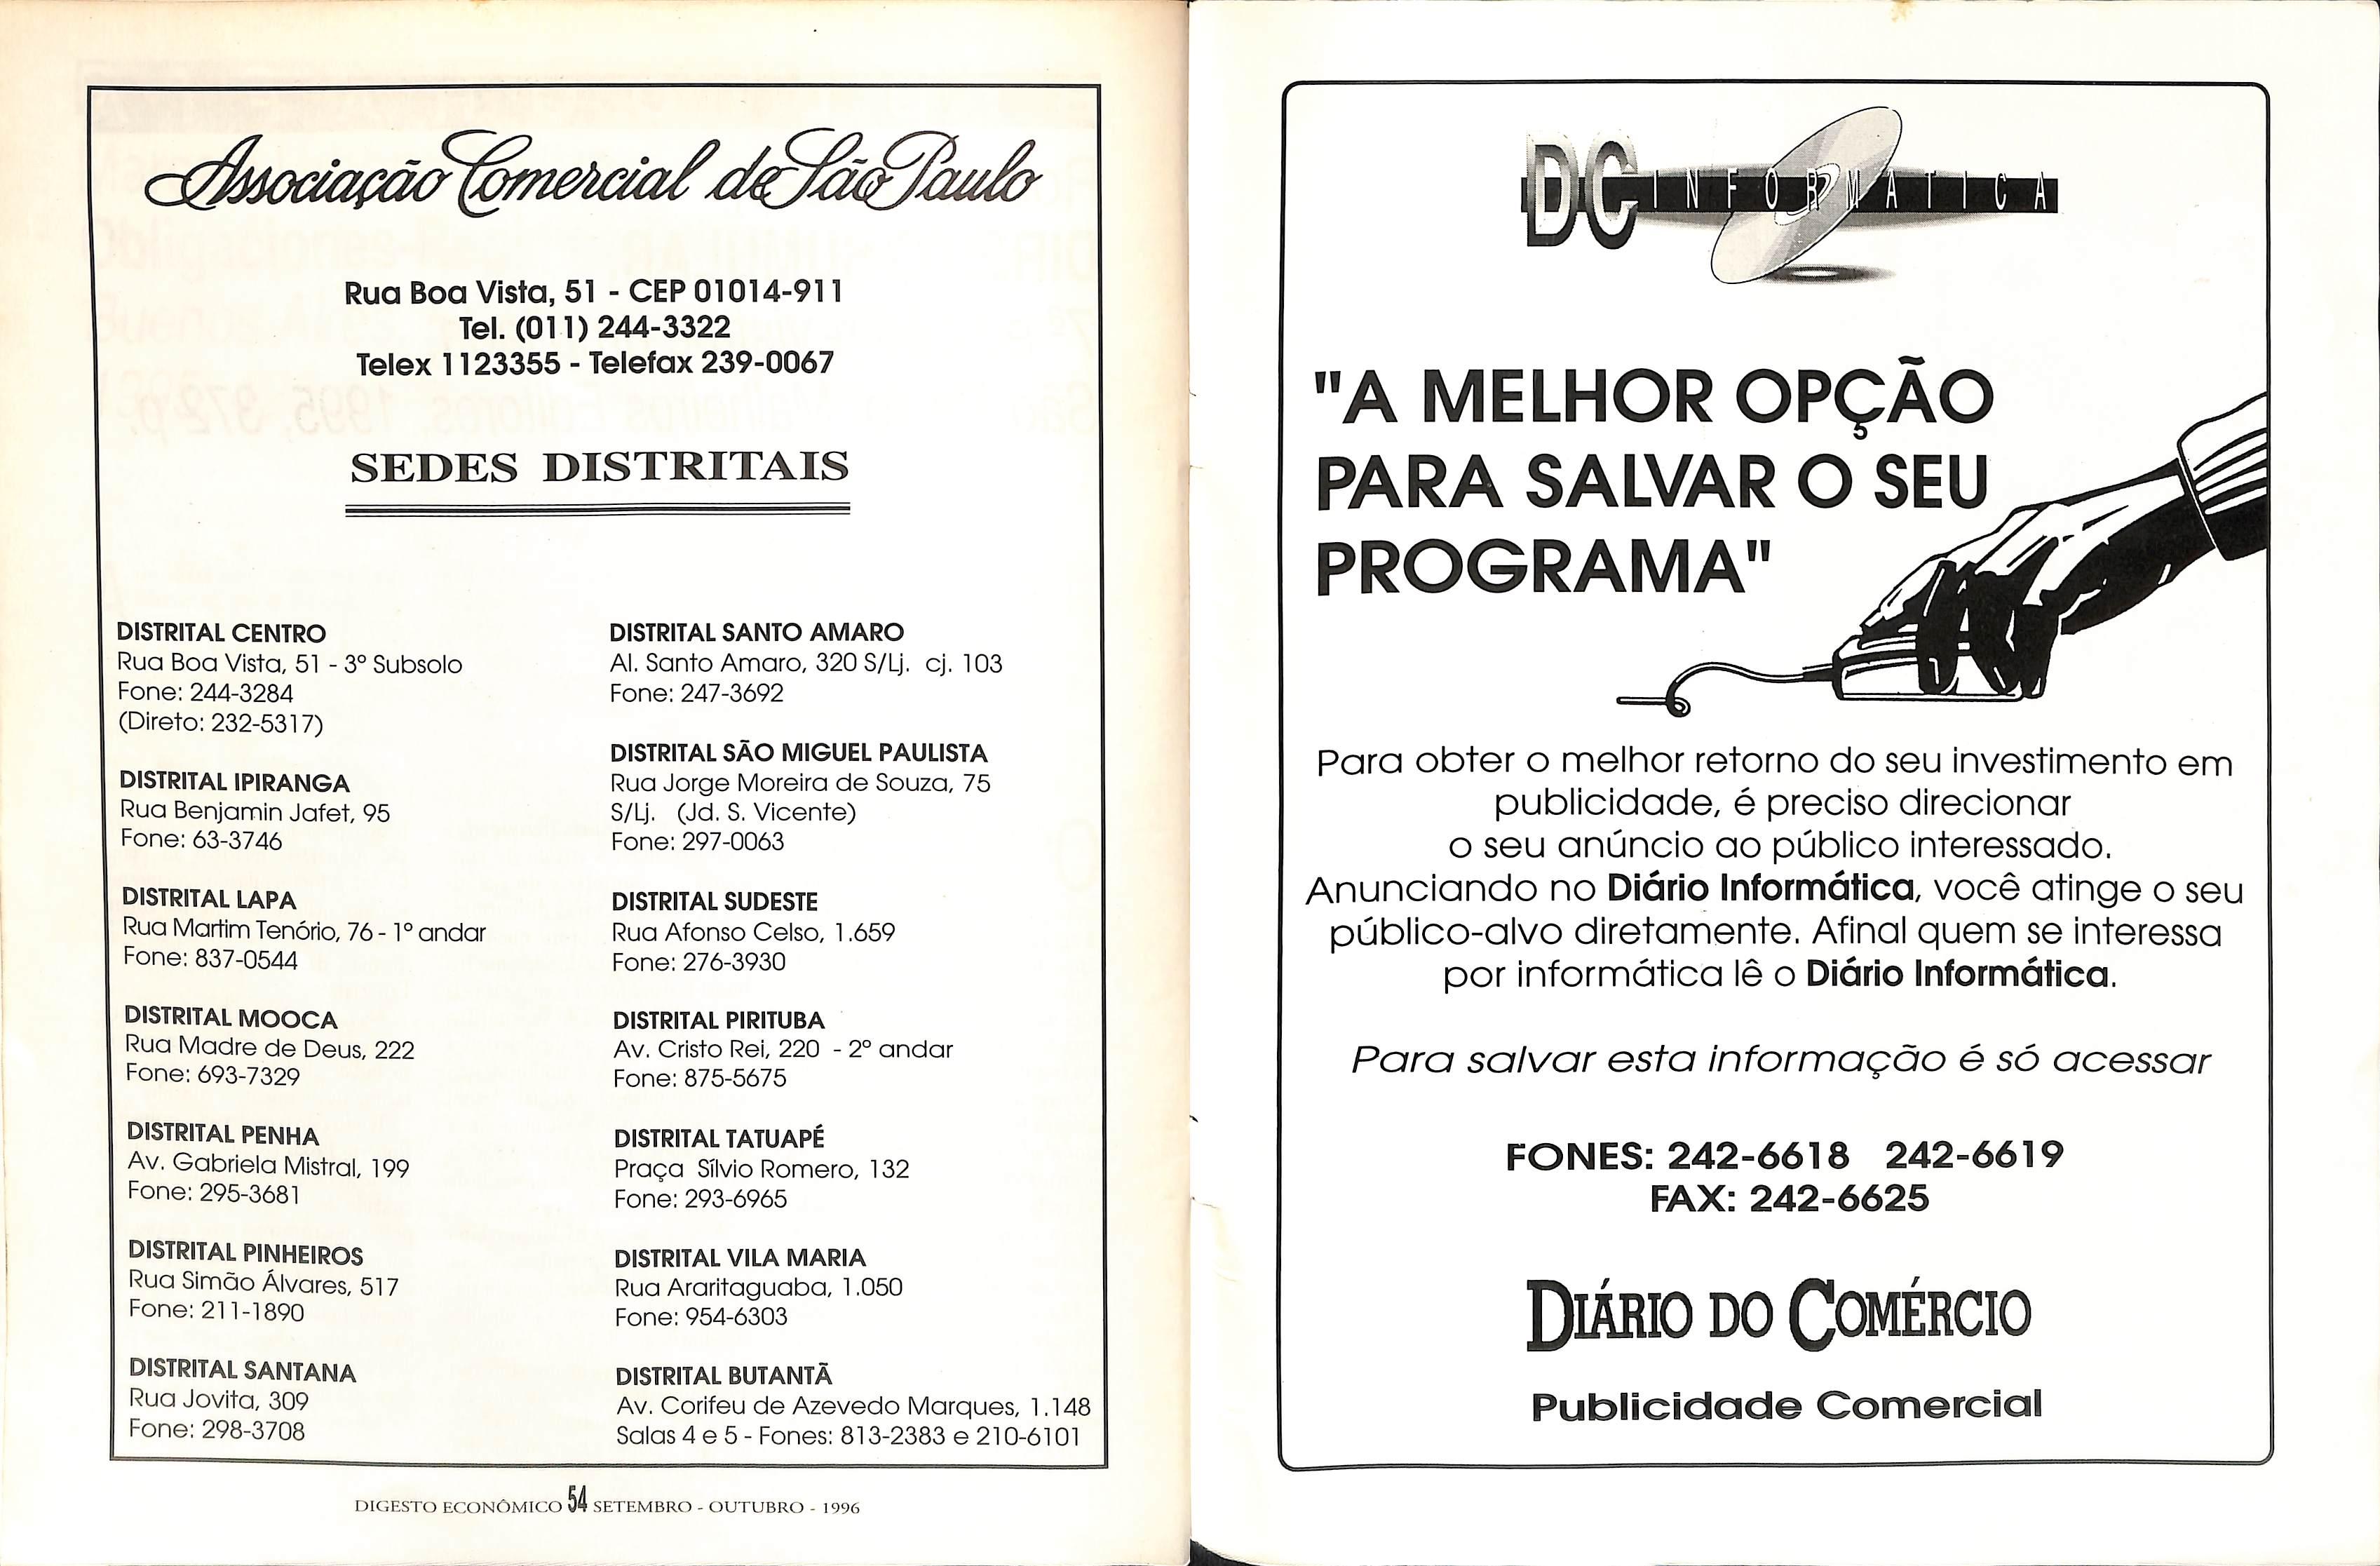 Associação Comercial de São Paulo
Rua Boa Vista, 51 - CEP 01014-911
Tel. (011) 244-3322
Telex 1123355 - Telefax 239-0067
SEDES DISTRITAIS
DISTRITAL CENTRO
Rua Boa Vista, 51 - 3º Subsolo
Fone: 244-3284
(Direto: 232-5317)
DISTRITAL IPIRANGA
Rua Benjamin Jafet, 95
Fone: 63-3746
DISTRITAL LAPA
Rua Martim Tenório, 76 - 1º andar
Fone: 837-0544
DISTRITAL MOOCA
Rua Madre de Deus, 222
Fone: 693-7329
DISTRITAL PENHA
Av. Gabriela Mistral, 199
Fone: 295-3681
DISTRITAL PINHEIROS
Rua Simão Álvares, 517
Fone: 211-1890
DISTRITAL SANTANA
Rua Jovita, 309
Fone: 298-3708
DISTRITAL SANTO AMARO
Al. Santo Amaro, 320 S/Lj. cj. 103
Fone: 247-3692
DISTRITAL SÃO MIGUEL PAULISTA
Rua Jorge Moreira de Souza, 75
S/Lj. (Jd. S. Vicente)
Fone: 297-0063
DISTRITAL SUDESTE
Rua Afonso Celso, 1.659
Fone: 276-3930
DISTRITAL PIRITUBA
Av. Cristo Rei, 220 - 2º andar
Fone: 875-5675
DISTRITAL TATUAPÉ
Praça Sílvio Romero, 132
Fone: 293-6965
DISTRITAL VILA MARIA
Rua Araritaguaba, 1.050
Fone: 954-6303
DISTRITAL BUTANTÃ
Av. Corifeu de Azevedo Marques, 1.148
Salas 4 e 5 - Fones: 813-2383 e 210-6101
DIGESTO ECONÔMICO 54 SETEMBRO - OUTUBRO - 1996
DC INFORMATICA
"A MELHOR OPÇÃO
PARA SALVAR O SEU
PROGRAMA"
Para obter o melhor retorno do seu investimento em
publicidade, é preciso direcionar
o seu anúncio ao público interessado.
Anunciando no Diário Informática, você atinge o seu
público-alvo diretamente. Afinal quem se interessa
por informática lê o Diário Informática.
Para salvar esta informação é só acessar
FONES: 242-6618 242-6619
FAX: 242-6625
DIÁRIO DO COMÉRCIO
Publicidade Comercial